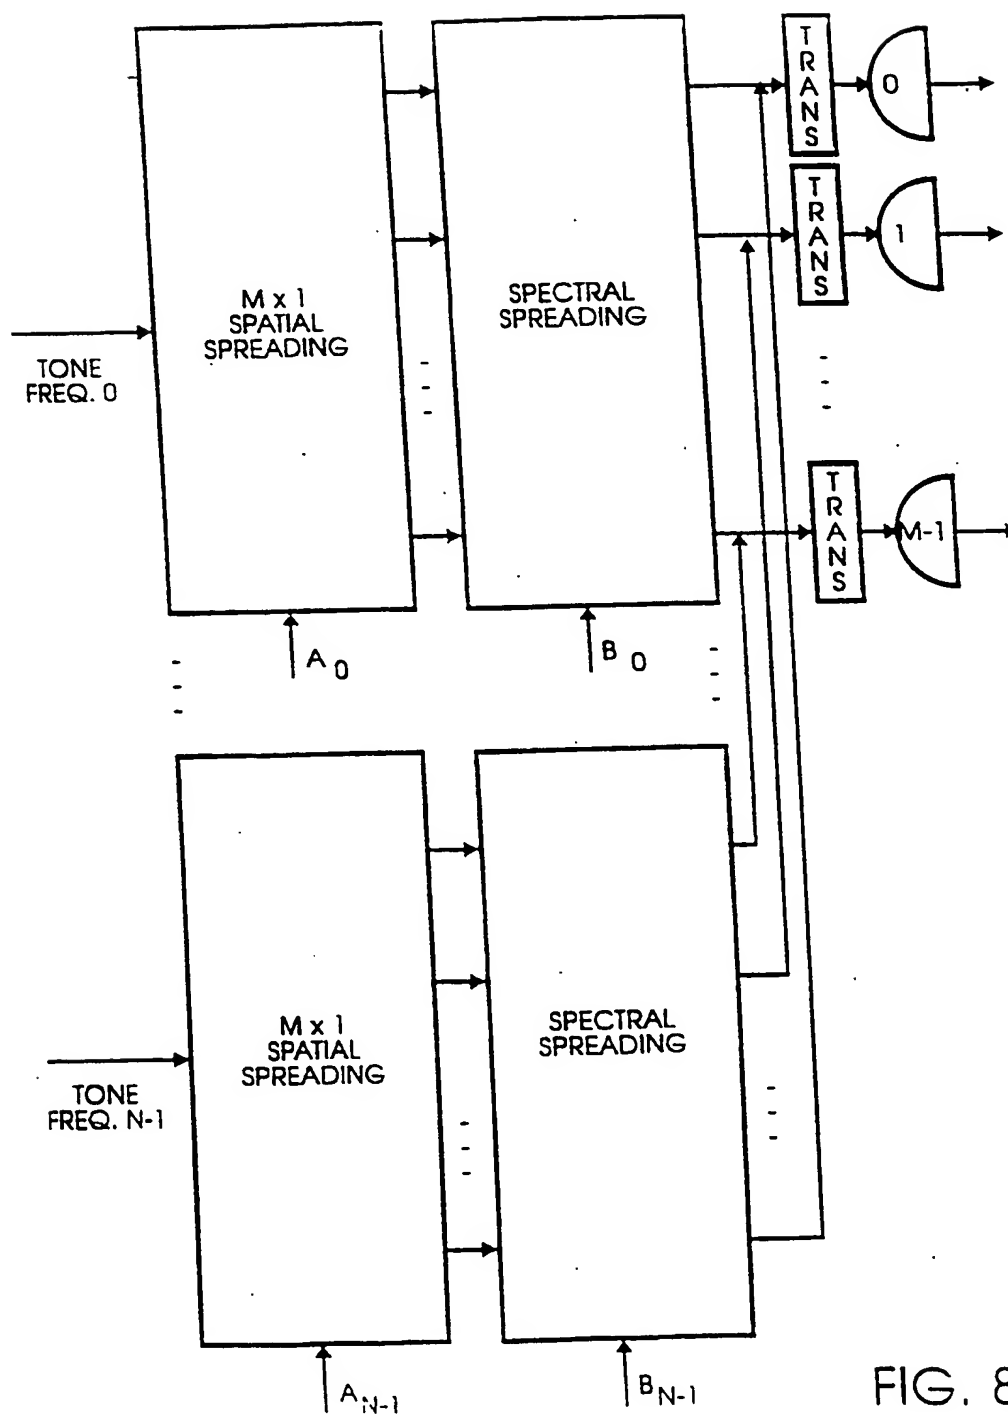 TRANS
0
TRANS
1
M x 1
SPATIAL
SPREADING
SPECTRAL
SPREADING
TONE
FREQ. 0
TRANS
M-1
A 0
B 0
M x 1
SPATIAL
SPREADING
SPECTRAL
SPREADING
TONE
FREQ. N-1
A N-1
B N-1
FIG. 8